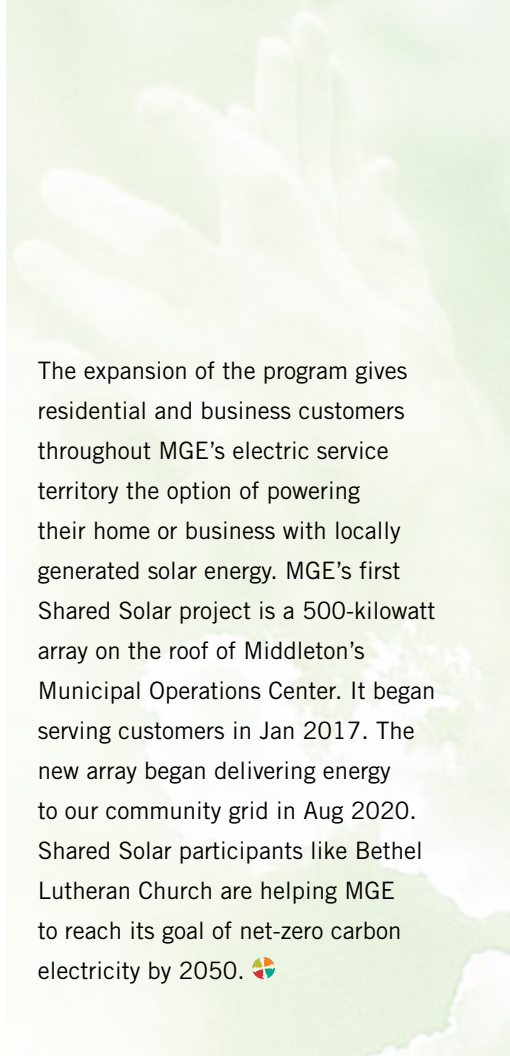 The expansion of the program gives
residential and business customers
throughout MGE’s electric service
territory the option of powering
their home or business with locally
generated solar energy. MGE’s first
Shared Solar project is a 500-kilowatt
array on the roof of Middleton’s
Municipal Operations Center. It began
serving customers in Jan 2017. The
new array began delivering energy
to our community grid in Aug 2020.
Shared Solar participants like Bethel
Lutheran Church are helping MGE
to reach its goal of net-zero carbon
electricity by 2050.